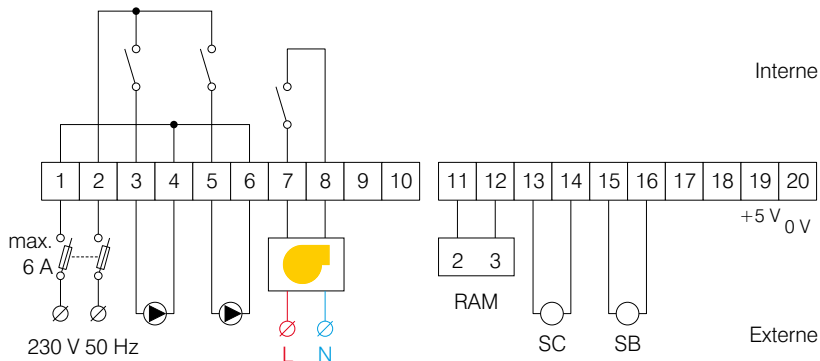 Interne
1 2 3 4 5 6 7 8 9 10 11 12 13 14 15 16 17 18 19 20
+5 V 0 V
max.
6 A
2 3
RAM
230 V 50 Hz
L N
SC SB
Externe